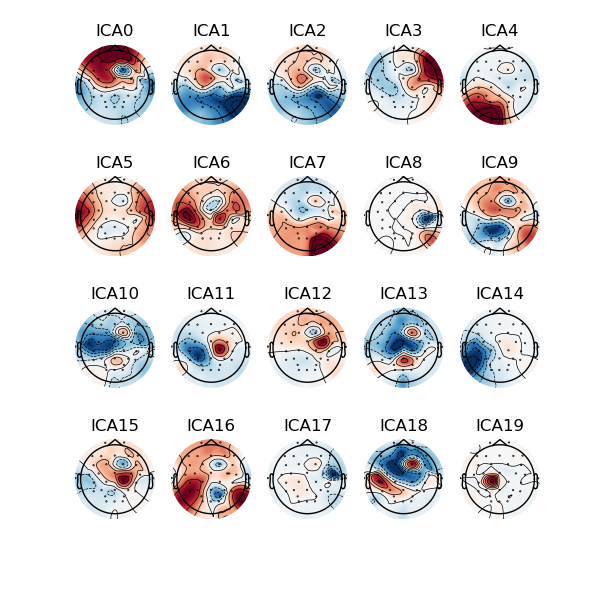 ICA0 ICA1 ICA2 ICA3 ICA4
ICA5 ICA6 ICA7 ICA8 ICA9
ICA10 ICA11 ICA12 ICA13 ICA14
ICA15 ICA16 ICA17 ICA18 ICA19